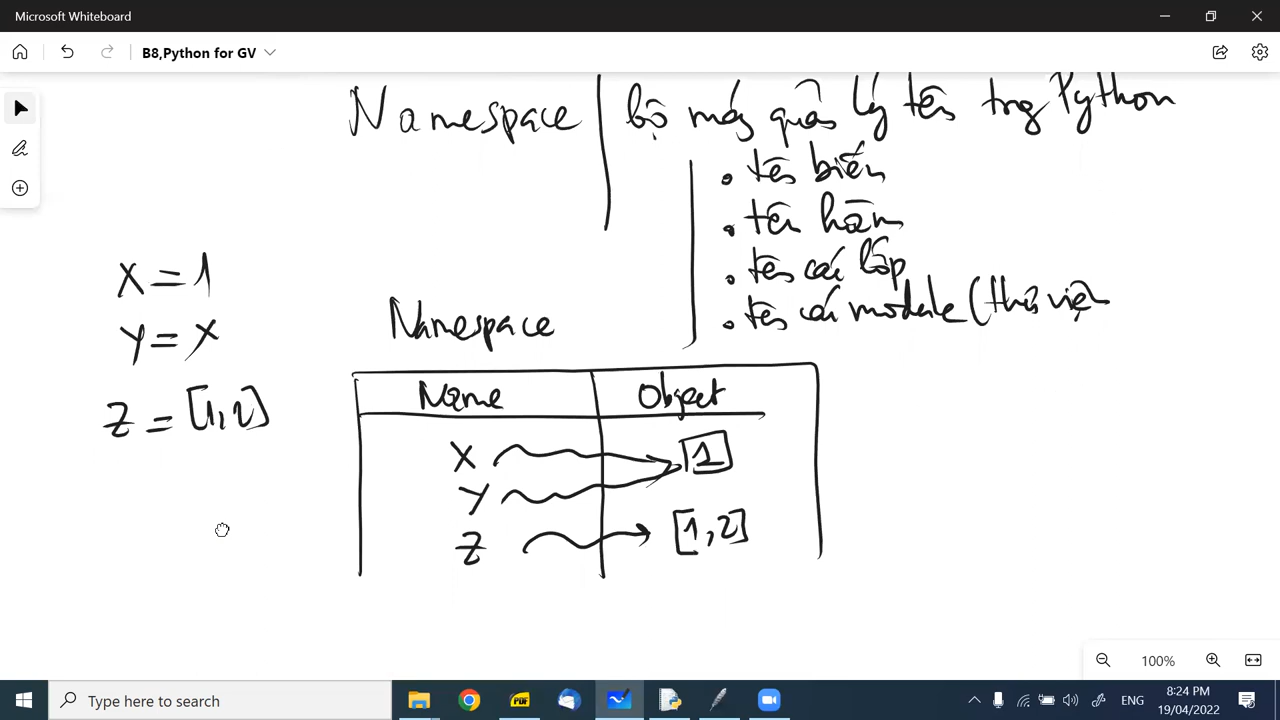 Microsoft Whiteboard
B8,Python for GV
Namespace bộ máy quản lý tên trg Python
• tên biến
• tên hàm
• tên các lớp
• tên các module (thư viện
X = 1
Y = X
Z = [1,2]
Namespace
Name Object
X 1
Y
Z [1,2]
100%
Type here to search
PDF
ENG
8:24 PM
19/04/2022